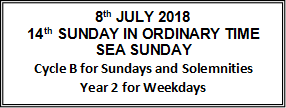 8th JULY 2018
14th SUNDAY IN ORDINARY TIME
SEA SUNDAY
Cycle B for Sundays and Solemnities
Year 2 for Weekdays